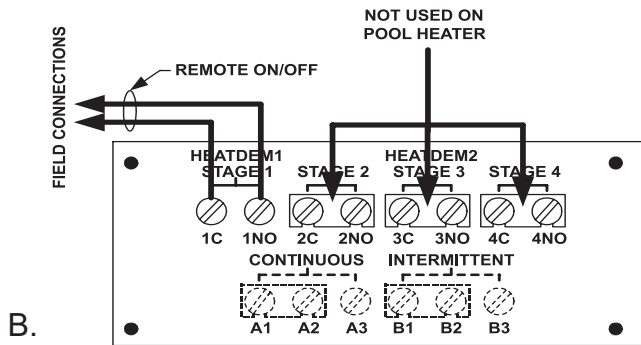 NOT USED ON
POOL HEATER
REMOTE ON/OFF
FIELD CONNECTIONS
HEATDEM1 HEATDEM2
STAGE 1 STAGE 2 STAGE 3 STAGE 4
1C 1NO 2C 2NO 3C 3NO 4C 4NO
CONTINUOUS INTERMITTENT
A1 A2 A3 B1 B2 B3
B.